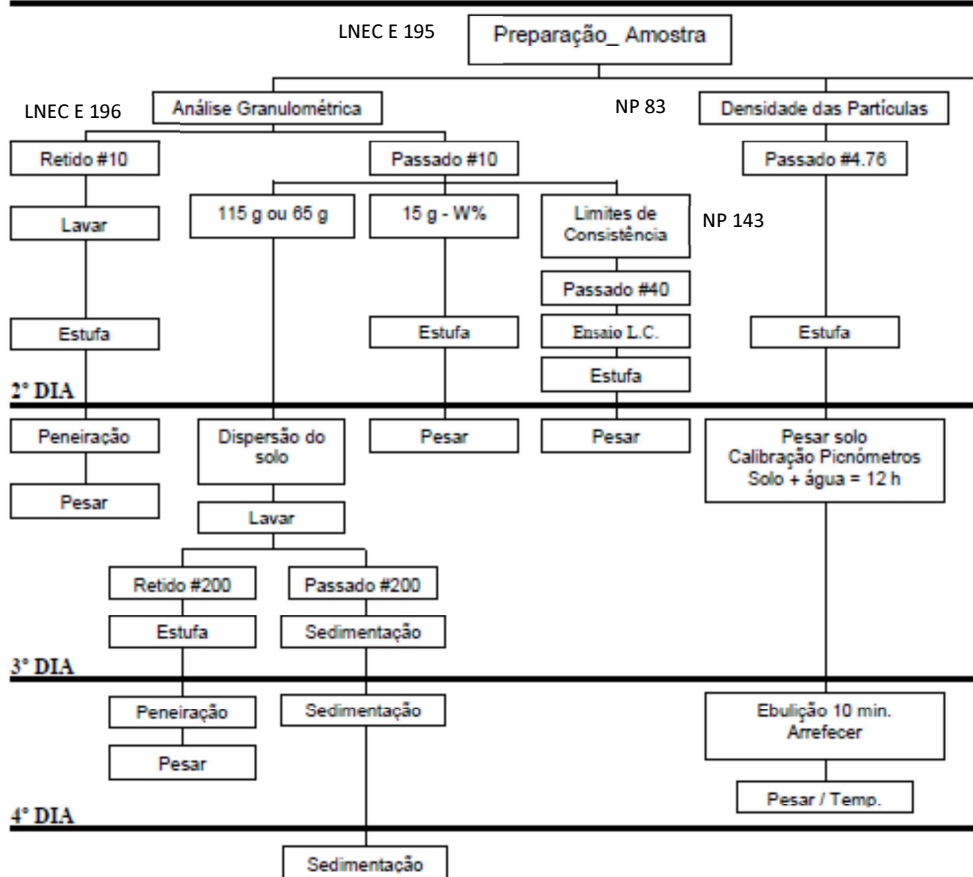 LNEC E 195
Preparação_ Amostra
LNEC E 196
Análise Granulométrica
NP 83
Densidade das Partículas
Retido #10
Passado #10
Passado #4.76
Lavar
115 g ou 65 g
15 g - W%
Limites de
Consistência
NP 143
Passado #40
Estufa
Estufa
Ensaio L.C.
Estufa
Estufa
2º DIA
Peneiração
Dispersão do
solo
Pesar
Pesar
Pesar solo
Calibração Picnómetros
Solo + água = 12 h
Pesar
Lavar
Retido #200
Passado #200
Estufa
Sedimentação
3º DIA
Peneiração
Sedimentação
Ebulição 10 min.
Arrefecer
Pesar
Pesar / Temp.
4º DIA
Sedimentação